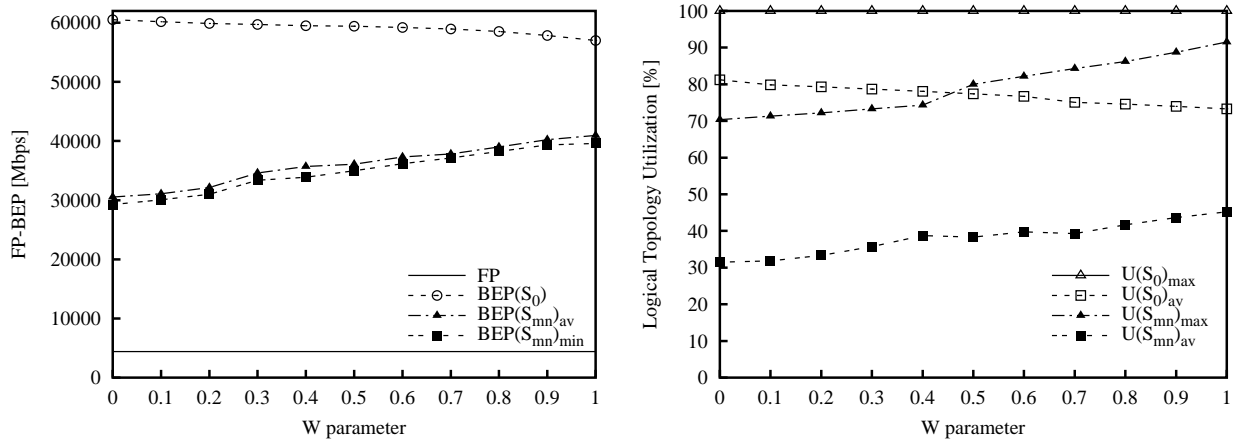 FP-BEP [Mbps]
60000
50000
40000
30000
20000
10000
0
FP
BEP(S0)
BEP(Smn)av
BEP(Smn)min
0 0.1 0.2 0.3 0.4 0.5 0.6 0.7 0.8 0.9 1
W parameter
Logical Topology Utilization [%]
100
90
80
70
60
50
40
30
20
10
0
U(S0)max
U(S0)av
U(Smn)max
U(Smn)av
0 0.1 0.2 0.3 0.4 0.5 0.6 0.7 0.8 0.9 1
W parameter